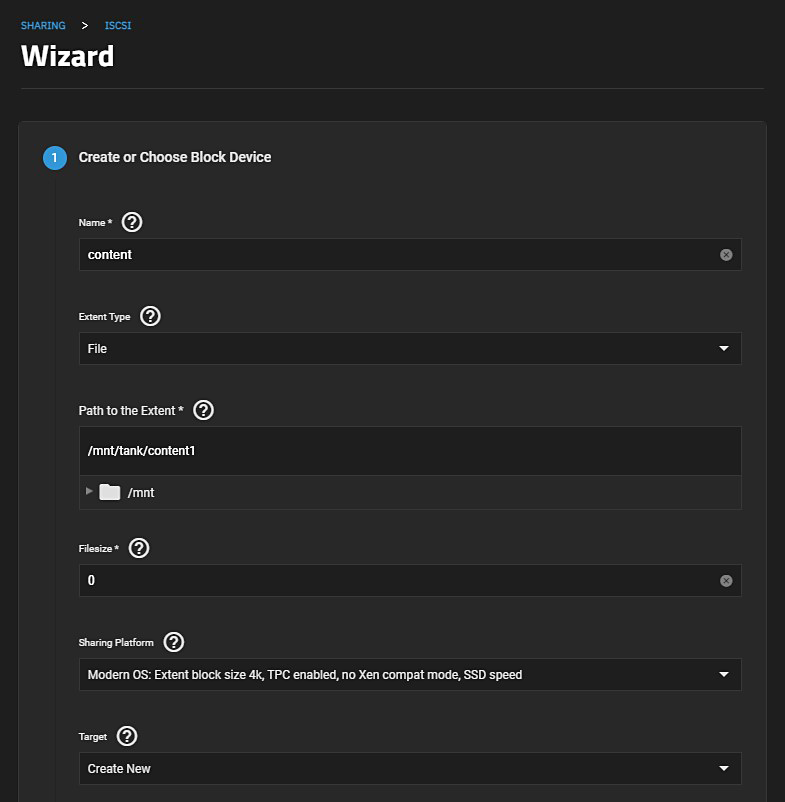 SHARING > ISCSI
Wizard
1 Create or Choose Block Device
Name *
content
Extent Type
File
Path to the Extent *
/mnt/tank/content1
/mnt
Filesize *
0
Sharing Platform
Modern OS: Extent block size 4k, TPC enabled, no Xen compat mode, SSD speed
Target
Create New